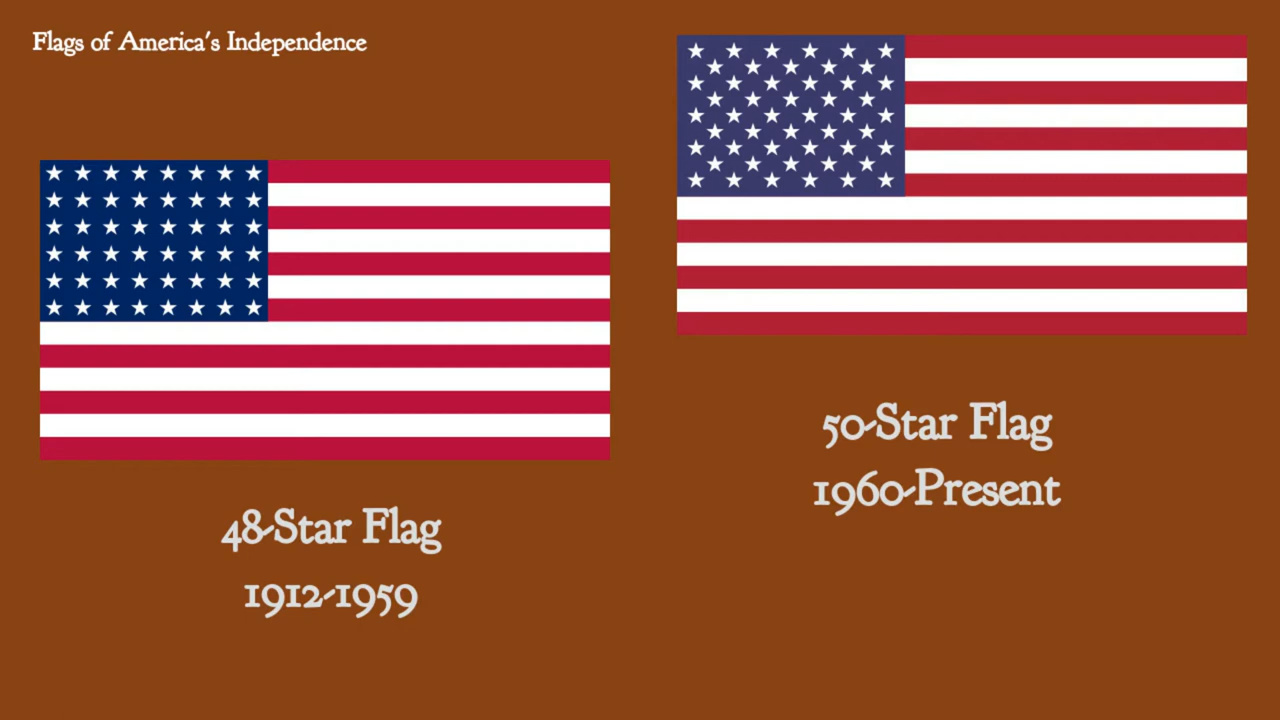 Flags of America's Independence
48-Star Flag
1912-1959
50-Star Flag
1960-Present